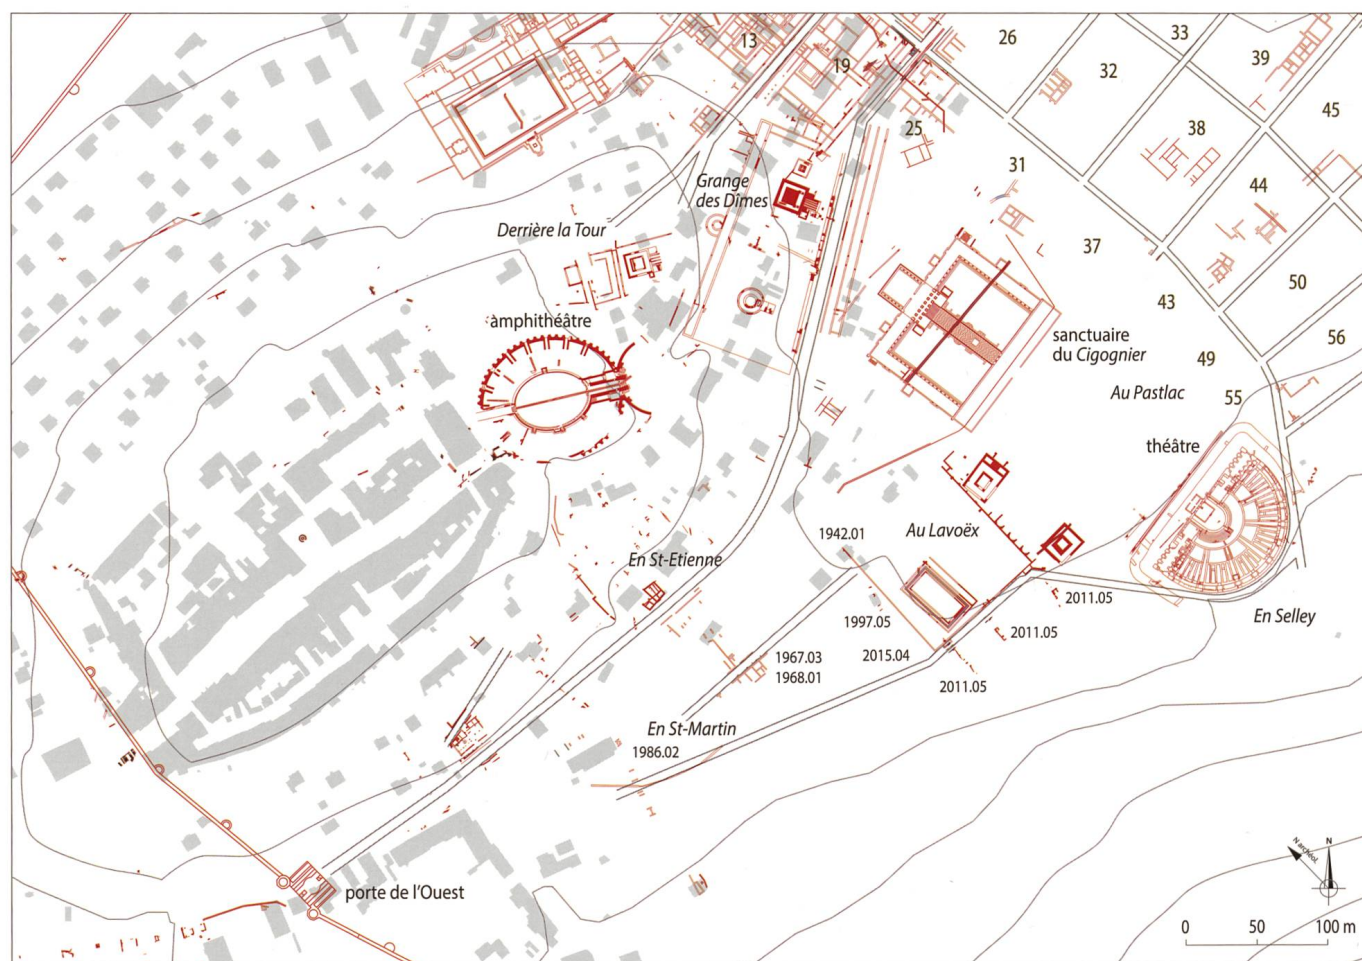 13
19
25
26
31
32
33
37
38
39
43
44
45
49
50
55
56
Grange
des Dîmes
Derrière la Tour
amphithéâtre
sanctuaire
du Cigognier
Au Pastlac
théâtre
1942.01
Au Lavoëx
En St-Etienne
1997.05
2011.05
2011.05
En Selley
1967.03
1968.01
2015.04
2011.05
En St-Martin
1986.02
porte de l'Ouest
N archéol.
N
0 50 100 m